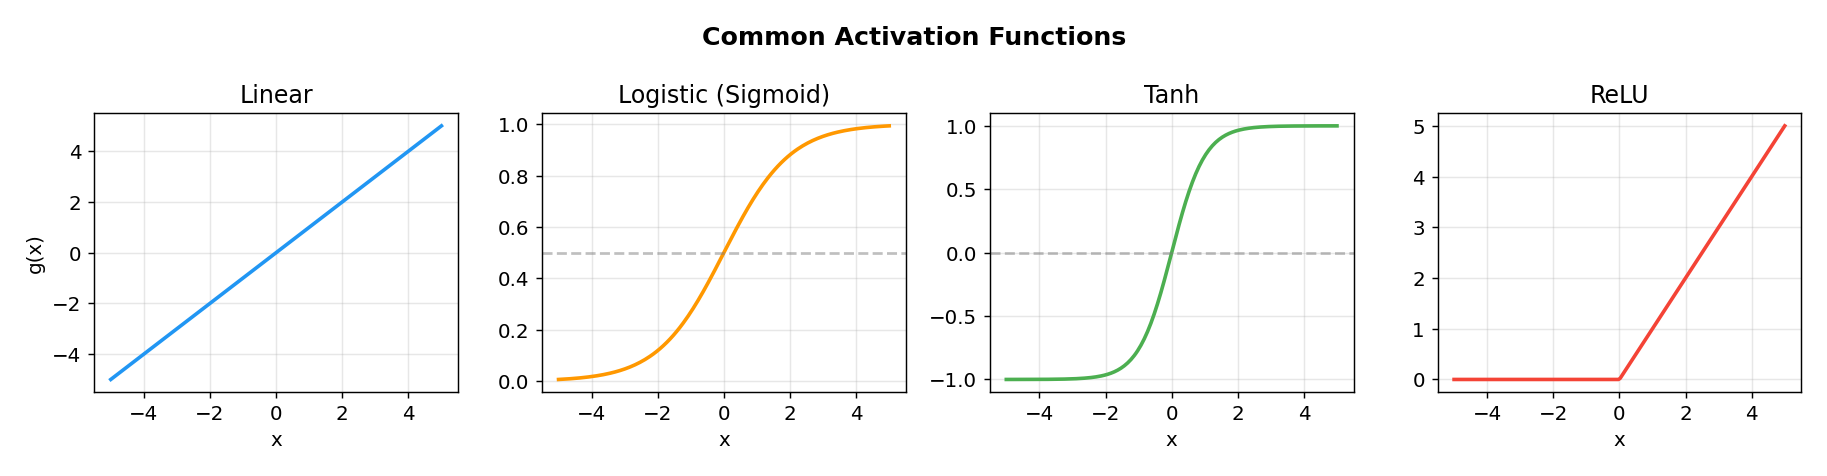 Common Activation Functions
Linear
g(x)
4
2
0
−2
−4
−4 −2 0 2 4
x
Logistic (Sigmoid)
1.0
0.8
0.6
0.4
0.2
0.0
−4 −2 0 2 4
x
Tanh
1.0
0.5
0.0
−0.5
−1.0
−4 −2 0 2 4
x
ReLU
5
4
3
2
1
0
−4 −2 0 2 4
x